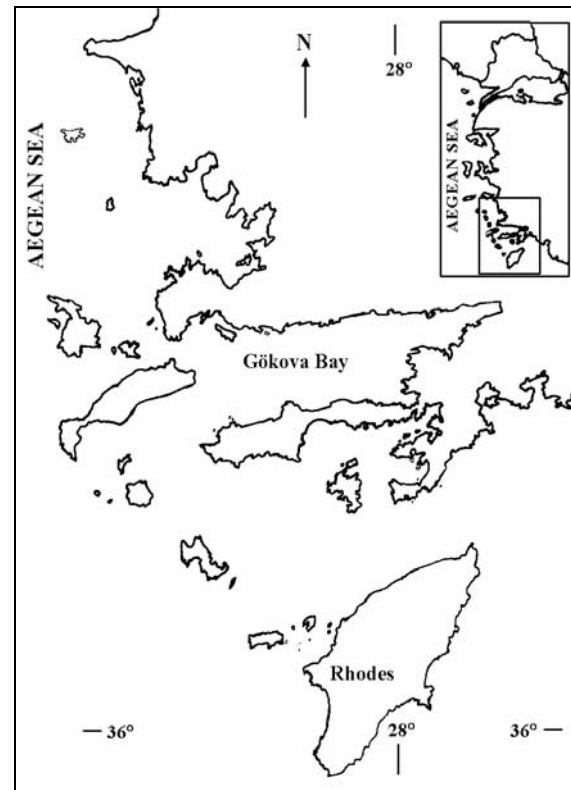 N
28°
AEGEAN SEA
AEGEAN SEA
Gökova Bay
Rhodes
36°
28°
36°